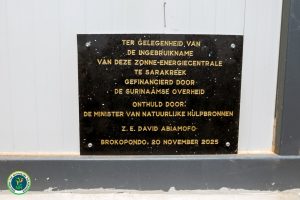 TER GELEGENHEID VAN
DE INGEBRUIKNAME
VAN DEZE ZONNE-ENERGIECENTRALE
TE SARAKREEK
GEFINANCIERD DOOR
DE SURINAAMSE OVERHEID
ONTHULD DOOR:
DE MINISTER VAN NATUURLIJKE HULPBRONNEN
Z.E. DAVID ABIAMOFO
BROKOPONDO, 20 NOVEMBER 2025